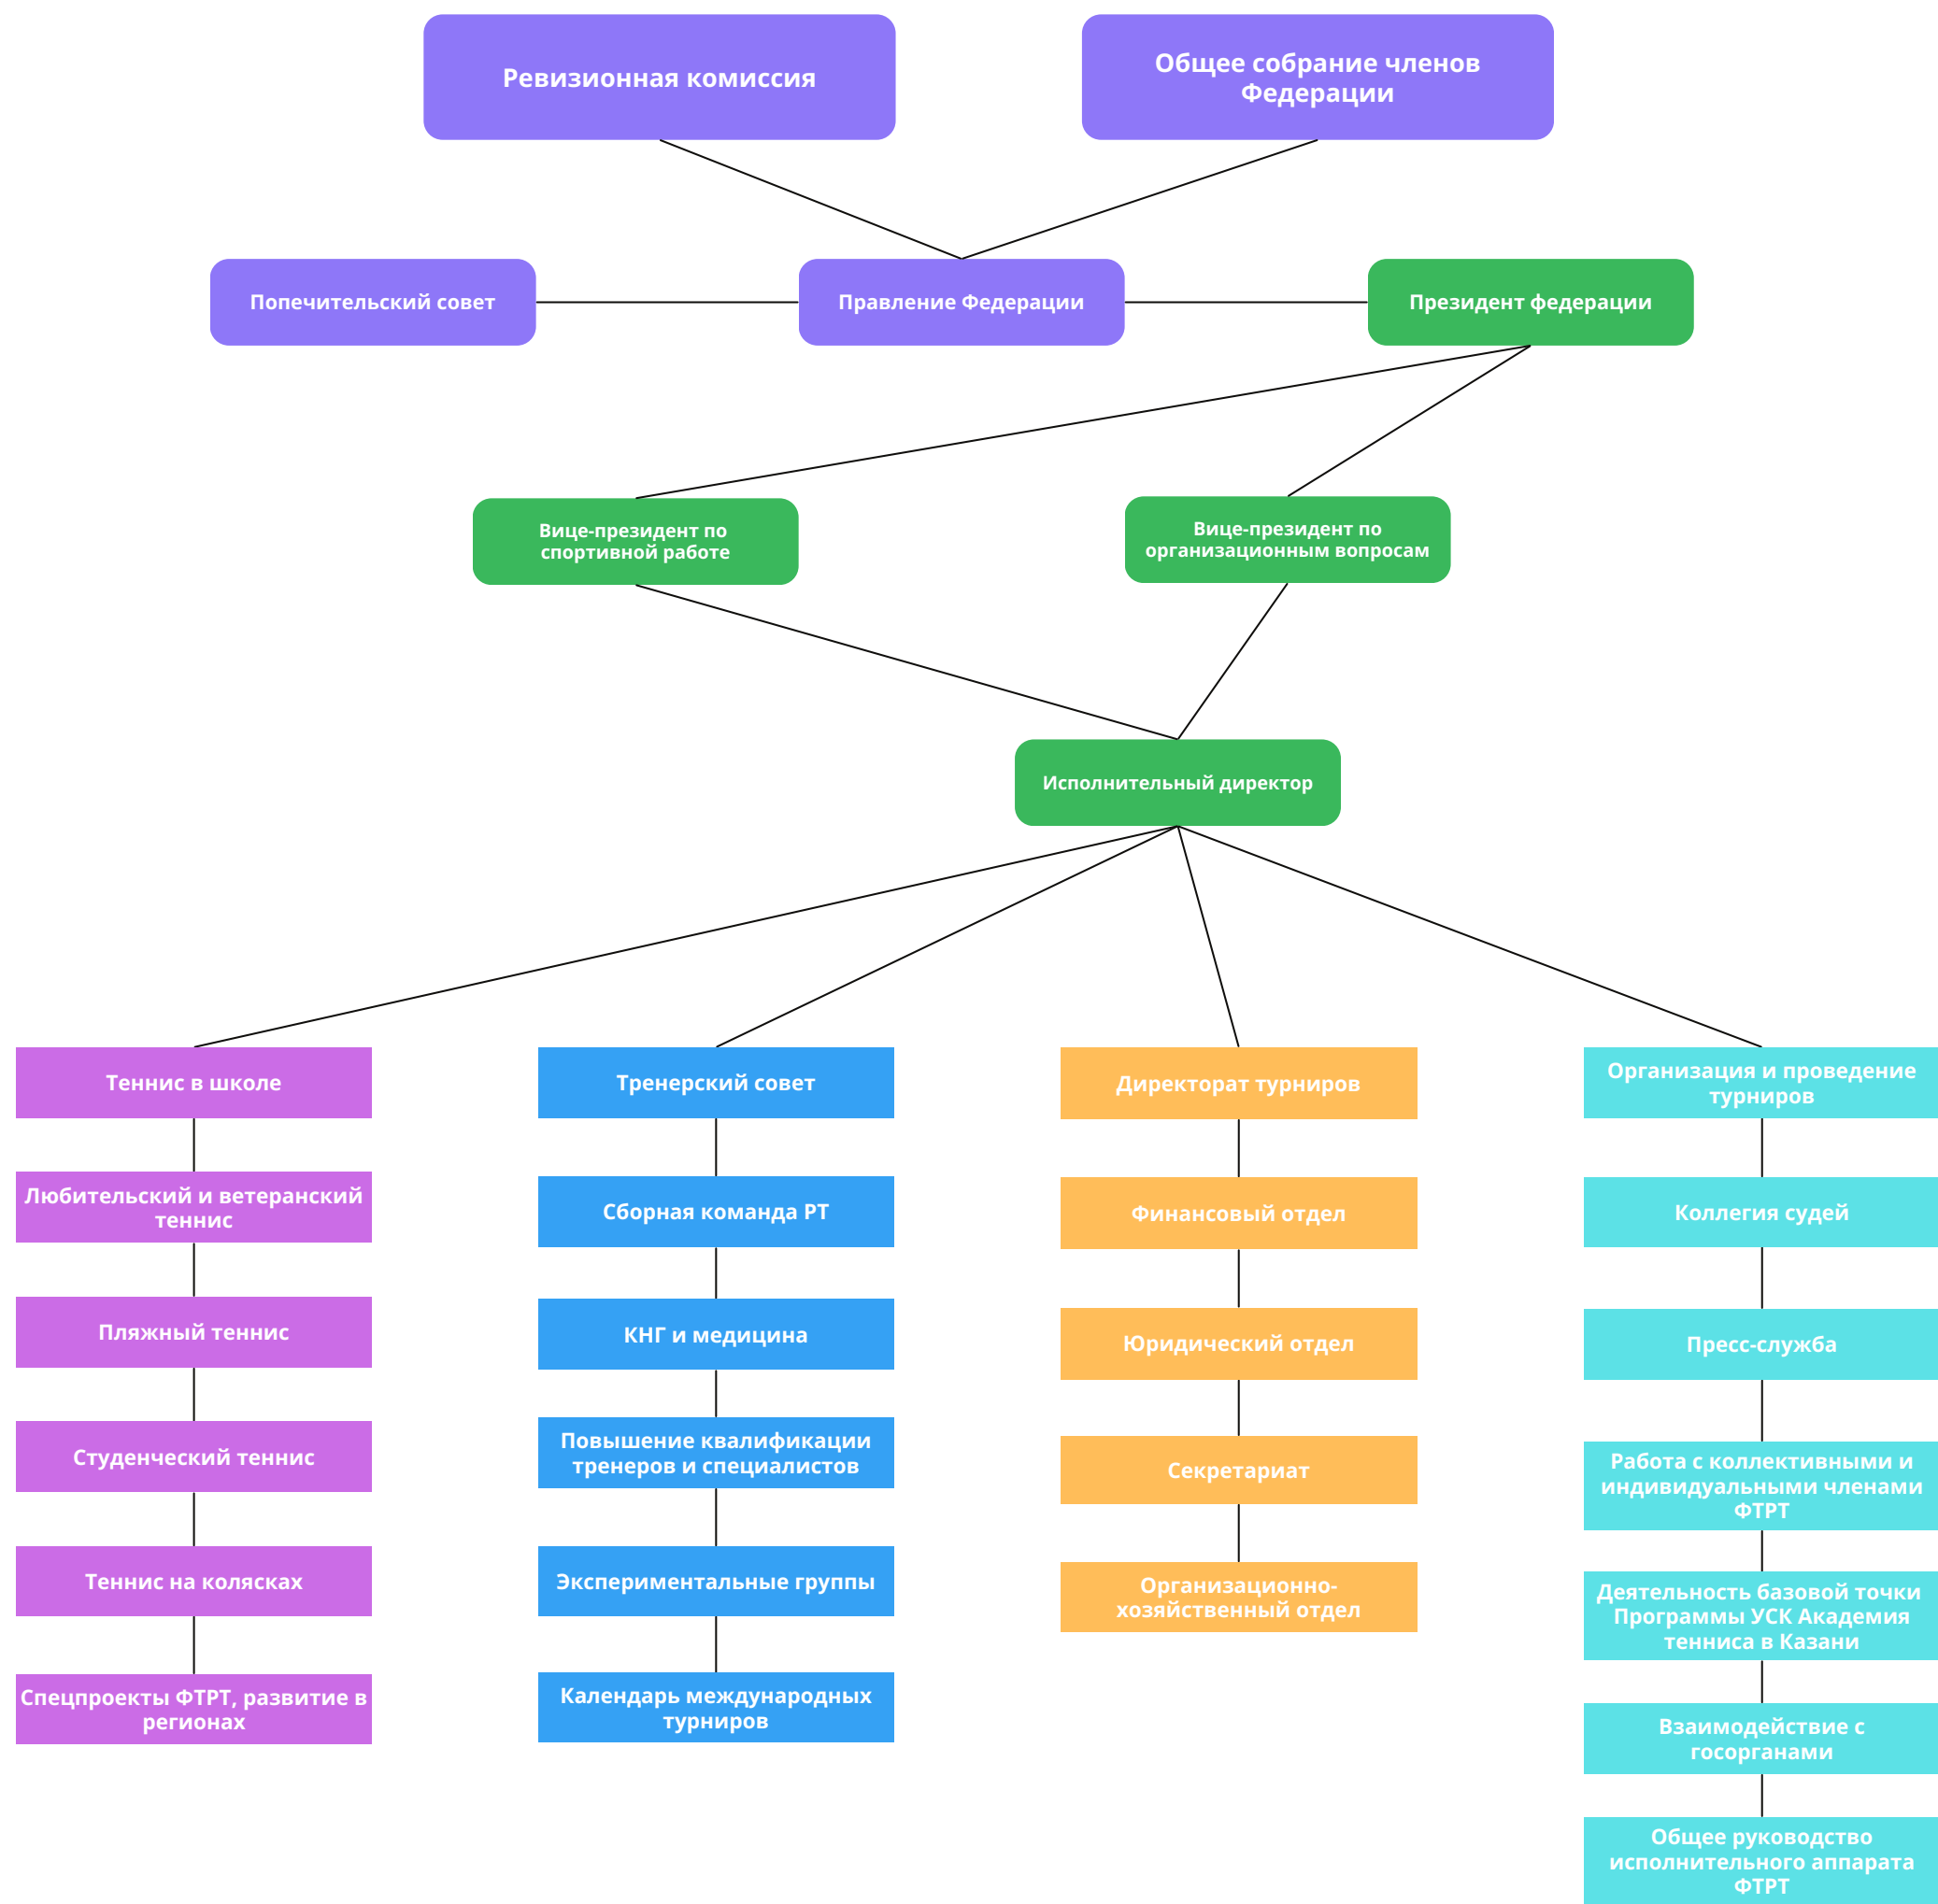 Ревизионная комиссия
Общее собрание членов
Федерации
Попечительский совет
Правление Федерации
Президент федерации
Вице-президент по
спортивной работе
Вице-президент по
организационным вопросам
Исполнительный директор
Теннис в школе
Любительский и ветеранский
теннис
Пляжный теннис
Студенческий теннис
Теннис на колясках
Спецпроекты ФТРТ, развитие в
регионах
Тренерский совет
Сборная команда РТ
КНГ и медицина
Повышение квалификации
тренеров и специалистов
Экспериментальные группы
Календарь международных
турниров
Директорат турниров
Финансовый отдел
Юридический отдел
Секретариат
Организационно-
хозяйственный отдел
Организация и проведение
турниров
Коллегия судей
Пресс-служба
Работа с коллективными и
индивидуальными членами
ФТРТ
Деятельность базовой точки
Программы УСК Академия
тенниса в Казани
Взаимодействие с
госорганами
Общее руководство
исполнительного аппарата
ФТРТ